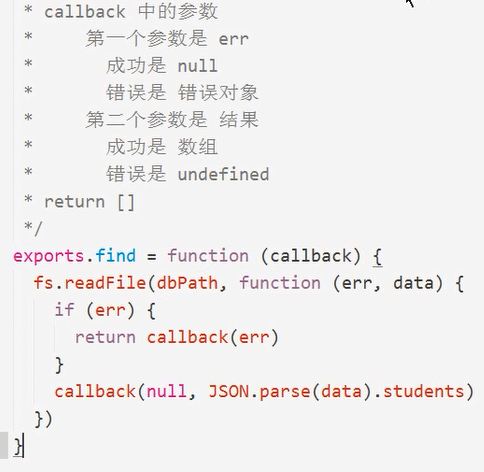 * callback 中的参数
*     第一个参数是 err
*       成功是 null
*       错误是 错误对象
*     第二个参数是 结果
*       成功是 数组
*       错误是 undefined
* return []
*/
exports.find = function (callback) {
  fs.readFile(dbPath, function (err, data) {
    if (err) {
      return callback(err)
    }
    callback(null, JSON.parse(data).students)
  })
}